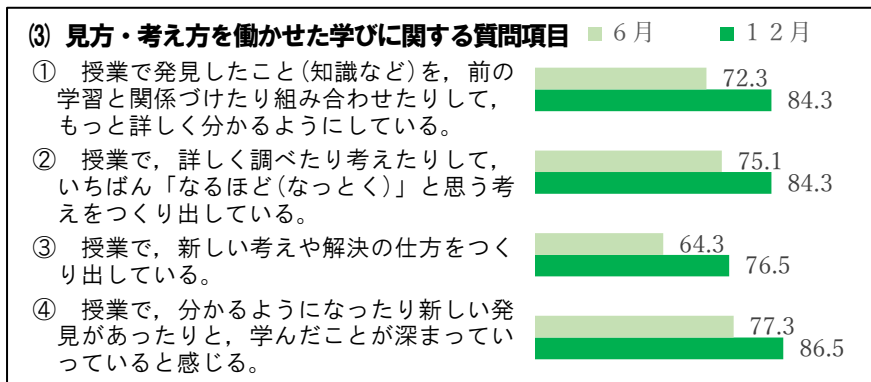 ⑶ 見方・考え方を働かせた学びに関する質問項目 6月 12月
① 授業で発見したこと(知識など)を，前の
学習と関係づけたり組み合わせたりして，
もっと詳しく分かるようにしている。
72.3
84.3
② 授業で，詳しく調べたり考えたりして，
いちばん「なるほど(なっとく)」と思う考
えをつくり出している。
75.1
84.3
③ 授業で，新しい考えや解決の仕方をつく
り出している。
64.3
76.5
④ 授業で，分かるようになったり新しい発
見があったりと，学んだことが深まってい
っていると感じる。
77.3
86.5